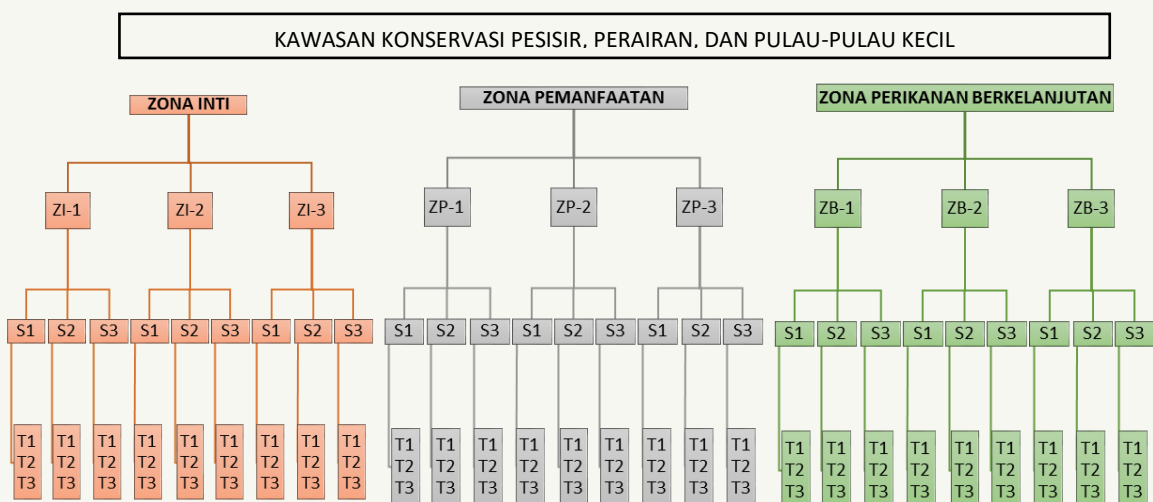 KAWASAN KONSERVASI PESISIR, PERAIRAN, DAN PULAU-PULAU KECIL
ZONA INTI
ZONA PEMANFAATAN
ZONA PERIKANAN BERKELANJUTAN
ZI-1 ZI-2 ZI-3
ZP-1 ZP-2 ZP-3
ZB-1 ZB-2 ZB-3
S1 S2 S3 S1 S2 S3 S1 S2 S3
S1 S2 S3 S1 S2 S3 S1 S2 S3
S1 S2 S3 S1 S2 S3 S1 S2 S3
T1 T1 T1 T1 T1 T1 T1 T1 T1
T2 T2 T2 T2 T2 T2 T2 T2 T2
T3 T3 T3 T3 T3 T3 T3 T3 T3
T1 T1 T1 T1 T1 T1 T1 T1 T1
T2 T2 T2 T2 T2 T2 T2 T2 T2
T3 T3 T3 T3 T3 T3 T3 T3 T3
T1 T1 T1 T1 T1 T1 T1 T1 T1
T2 T2 T2 T2 T2 T2 T2 T2 T2
T3 T3 T3 T3 T3 T3 T3 T3 T3